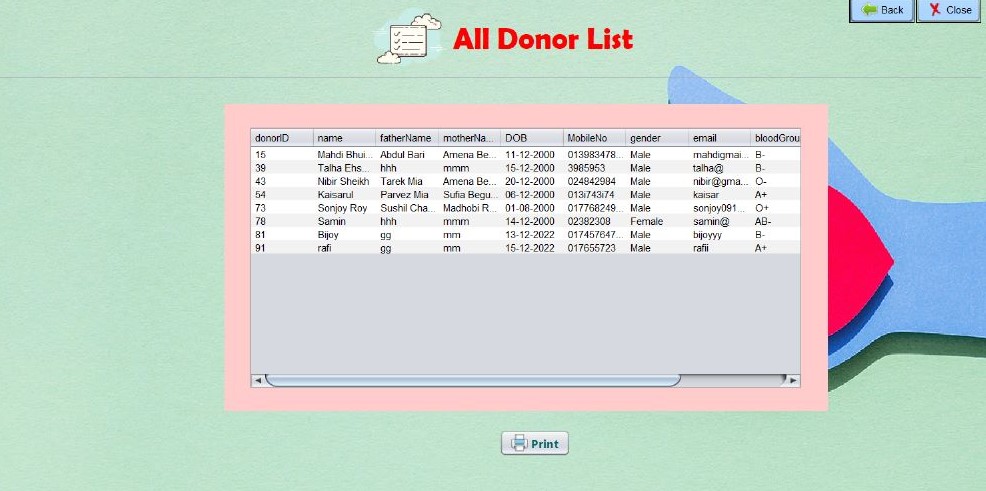 Back Close
All Donor List
donorID name fatherName motherNa... DOB MobileNo gender email bloodGrou
15 Mahdi Bhui... Abdul Bari Amena Be... 11-12-2000 013983478... Male mahdigmai... B-
39 Talha Ehs... hhh mmm 15-12-2000 3985953 Male talha@ B-
43 Nibir Sheikh Tarek Mia Amena Be... 20-12-2000 024842984 Male nibir@gma... O-
54 Kaisarul Parvez Mia Sufia Begu... 06-12-2000 013743174 Male kaisar A+
73 Sonjoy Roy Sushil Cha... Madhobi R... 01-08-2000 017768249... Male sonjoy091... O+
78 Samin hhh mmm 14-12-2000 02382308 Female samin@ AB-
81 Bijoy gg mm 13-12-2022 017457647... Male bijoyyy B-
91 rafi gg mm 15-12-2022 017655723 Male rafii A+
Print